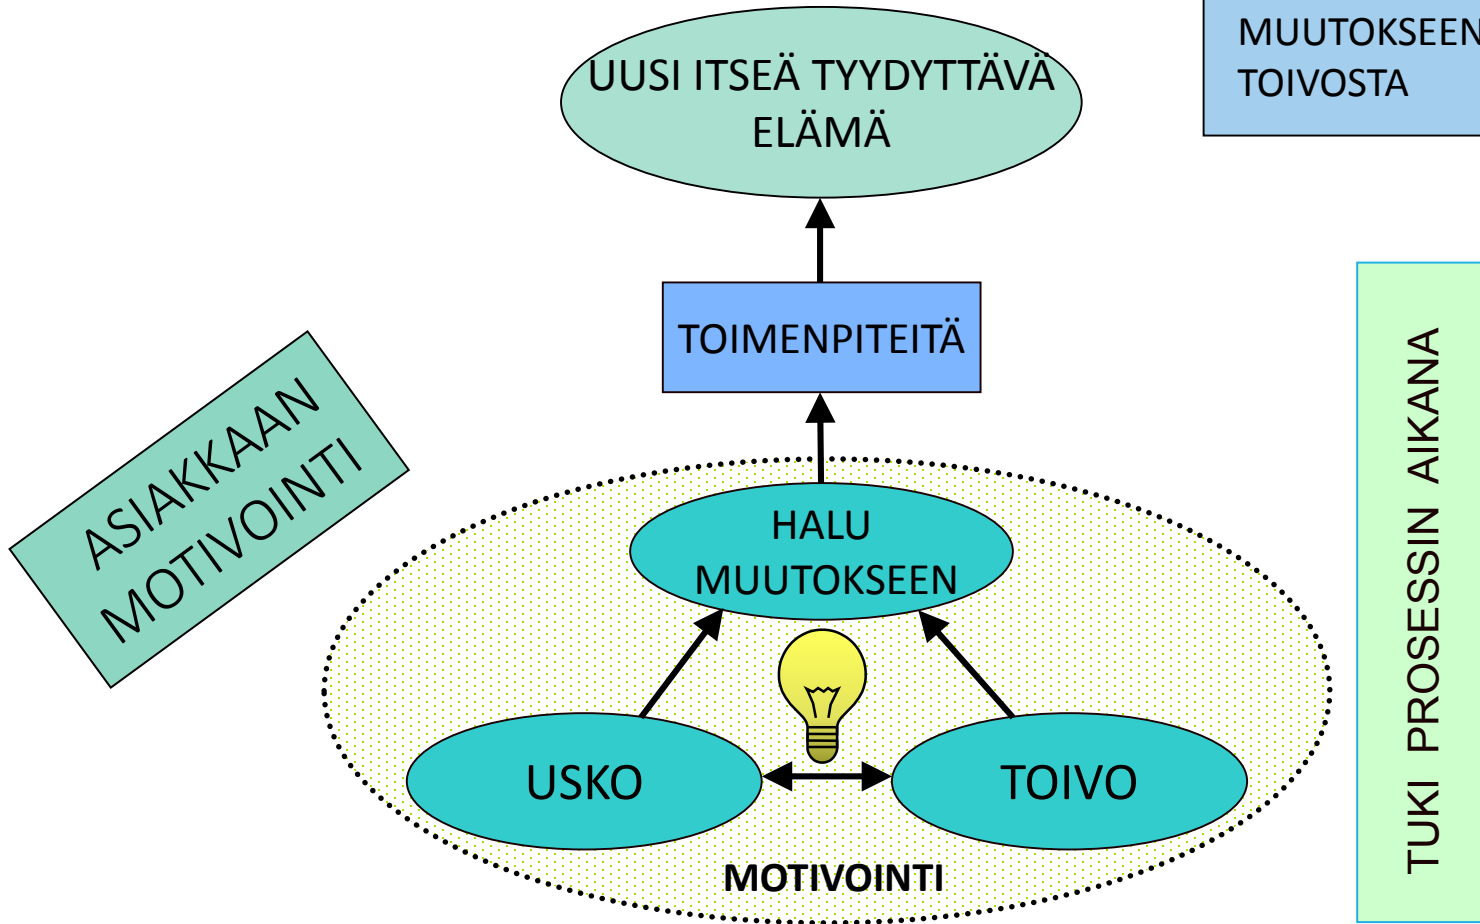 UUSI ITSEÄ TYYDYTTÄVÄ
ELÄMÄ
MUUTOKSEEN
TOIVOSTA
TOIMENPITEITÄ
ASIAKKAAN
MOTIVOINTI
HALU
MUUTOKSEEN
USKO
TOIVO
MOTIVOINTI
TUKI PROSESSIN AIKANA